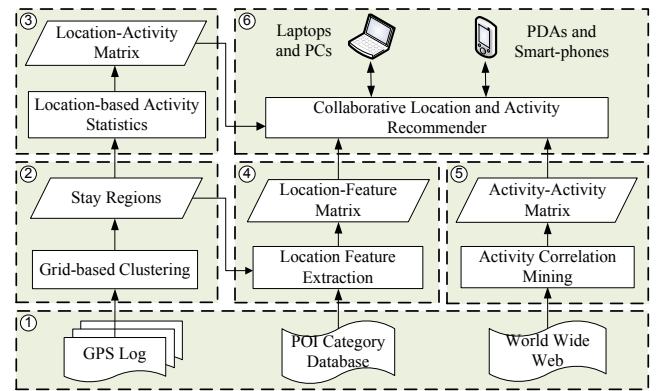 ③
Location-Activity
Matrix
Location-based Activity
Statistics
⑥
Laptops
and PCs
PDAs and
Smart-phones
Collaborative Location and Activity
Recommender
②
Stay Regions
Grid-based Clustering
④
Location-Feature
Matrix
Location Feature
Extraction
⑤
Activity-Activity
Matrix
Activity Correlation
Mining
①
GPS Log
POI Category
Database
World Wide
Web